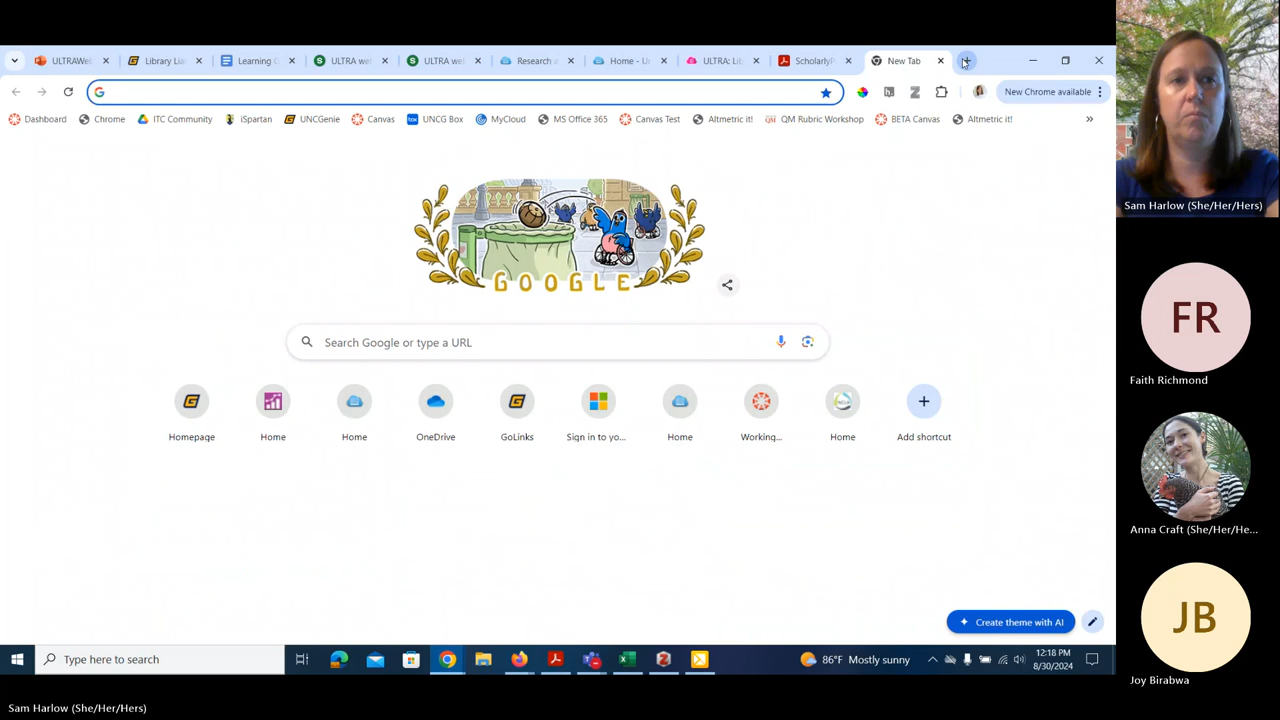 ULTRAWel
Library Lia
Learning C
ULTRA we
ULTRA wel
Research a
Home - Ur
ULTRA: Lib
ScholarlyP
New Tab
New Chrome available
Dashboard
Chrome
ITC Community
iSpartan
UNCGenie
Canvas
UNCG Box
MyCloud
MS Office 365
Canvas Test
Altmetric it!
QM Rubric Workshop
BETA Canvas
Altmetric it!
GOOGLE
Search Google or type a URL
Homepage
Home
Home
OneDrive
GoLinks
Sign in to yo...
Home
Working...
Home
Add shortcut
Create theme with AI
Type here to search
86°F Mostly sunny
12:18 PM
8/30/2024
Sam Harlow (She/Her/Hers)
FR
Faith Richmond
Anna Craft (She/Her/He...
JB
Joy Birabwa
Sam Harlow (She/Her/Hers)